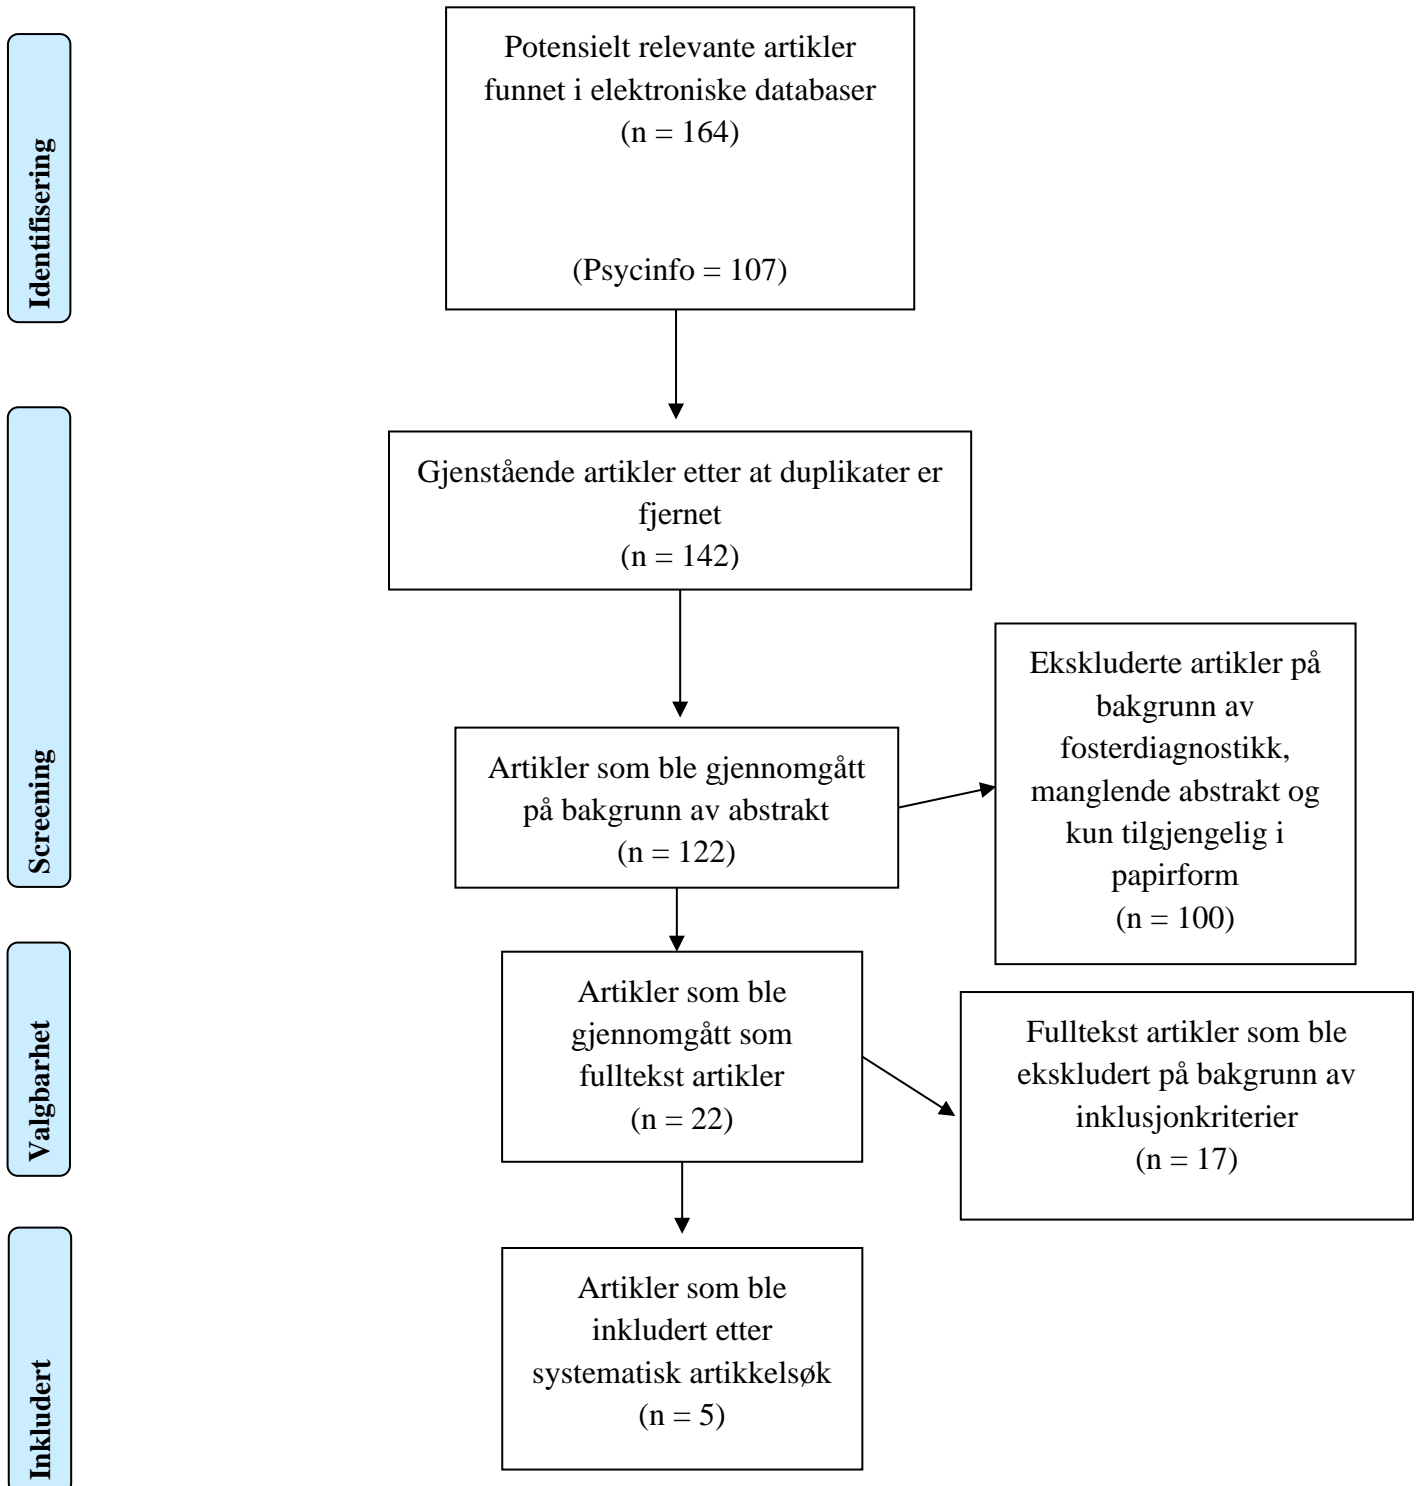 Identifisering
Potensielt relevante artikler
funnet i elektroniske databaser
(n = 164)
(Psycinfo = 107)
Screening
Gjenstående artikler etter at duplikater er
fjernet
(n = 142)
Artikler som ble gjennomgått
på bakgrunn av abstrakt
(n = 122)
Ekskluderte artikler på
bakgrunn av
fosterdiagnostikk,
manglende abstrakt og
kun tilgjengelig i
papirform
(n = 100)
Valgbarhet
Artikler som ble
gjennomgått som
fulltekst artikler
(n = 22)
Fulltekst artikler som ble
ekskludert på bakgrunn av
inklusjonkriterier
(n = 17)
Inkludert
Artikler som ble
inkludert etter
systematisk artikkelsøk
(n = 5)